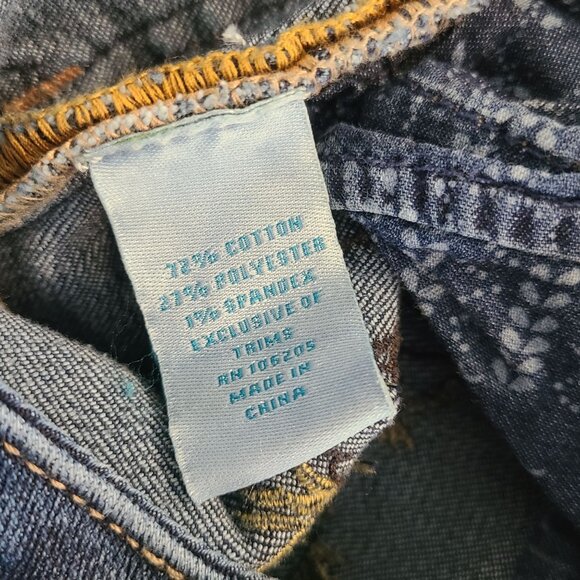 72% COTTON
27% POLYESTER
1% SPANDEX
EXCLUSIVE OF
TRIMS
RN 106205
MADE IN
CHINA